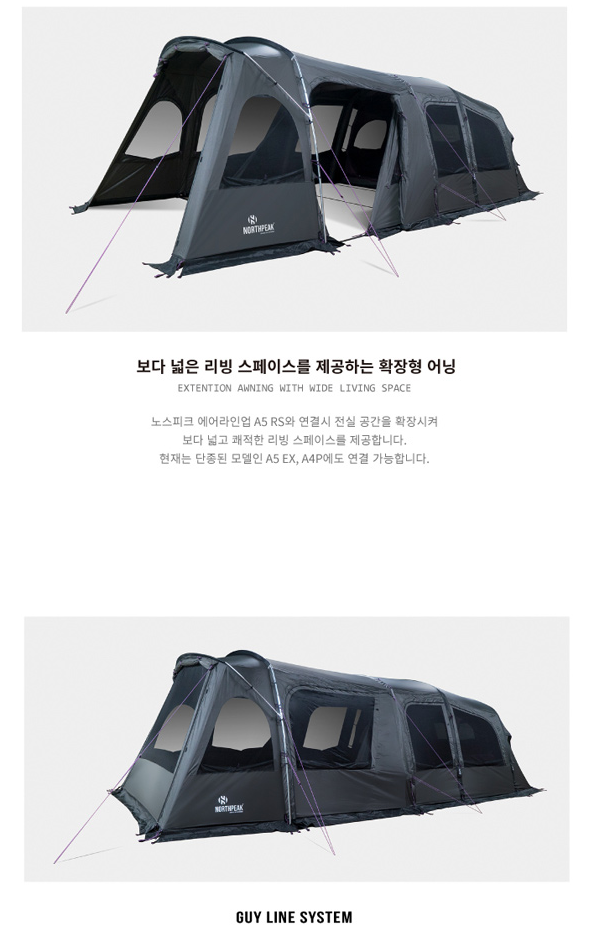 NORTHPEAK
보다 넓은 리빙 스페이스를 제공하는 확장형 어닝
EXTENTION AWNING WITH WIDE LIVING SPACE
노스피크 에어라인업 A5 RS와 연결시 전실 공간을 확장시켜
보다 넓고 쾌적한 리빙 스페이스를 제공합니다.
현재는 단종된 모델인 A5 EX, A4P에도 연결 가능합니다.
NORTHPEAK
GUY LINE SYSTEM